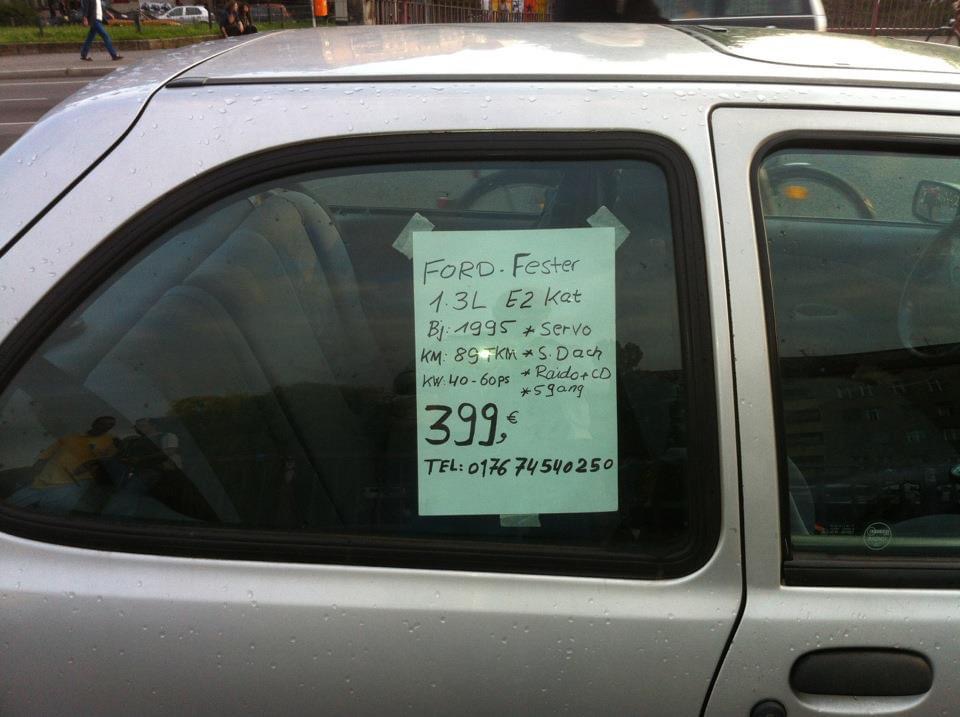 FORD. Fester
1.3L E2 Kat
Bj: 1995 * Servo
KM: 89 TKM * S. Dach
KW: 40-60ps * Raido+CD
* 5gang
399,€
TEL: 0176 74540250